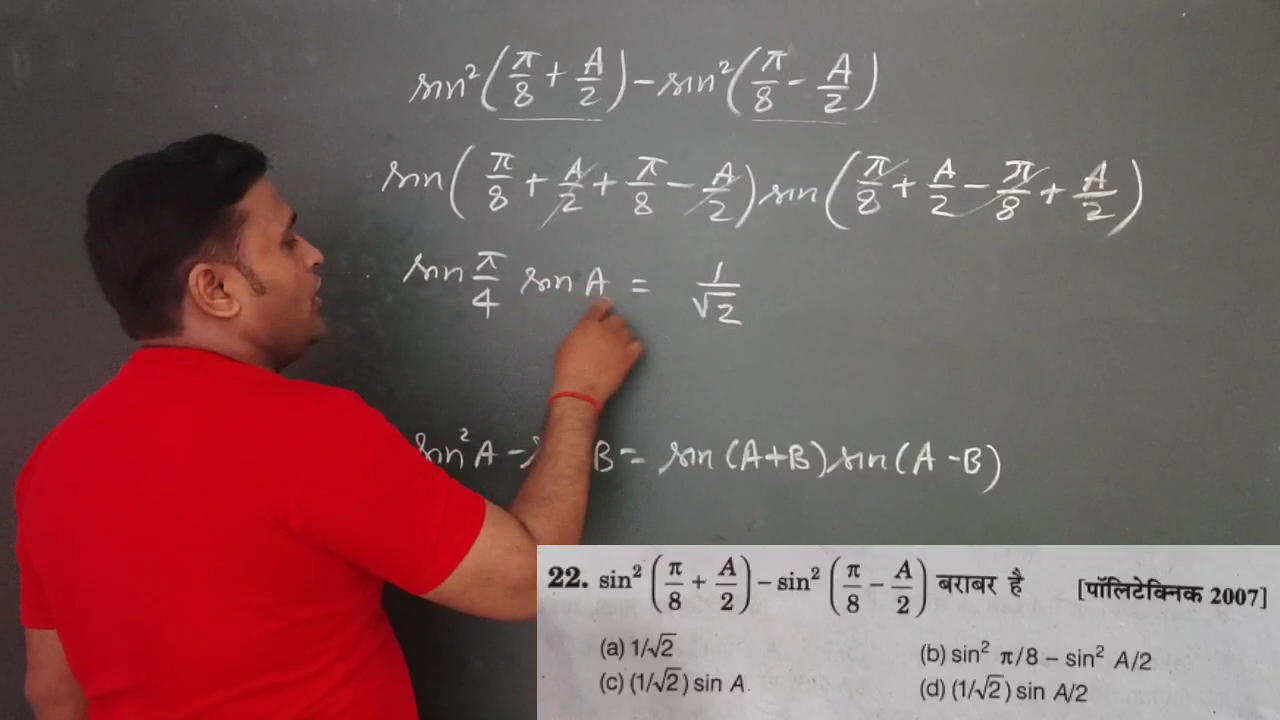 sin²(π/8 + A/2) − sin²(π/8 − A/2)
sin(π/8 + A/2 + π/8 − A/2) sin(π/8 + A/2 − π/8 + A/2)
sin π/4 sin A = 1/√2
sin²A − B = sin(A+B) sin(A−B)
22. sin² (π/8 + A/2) − sin² (π/8 − A/2) बराबर है [पॉलिटेक्निक 2007]
(a) 1/√2 (b) sin² π/8 − sin² A/2
(c) (1/√2) sin A (d) (1/√2) sin A/2